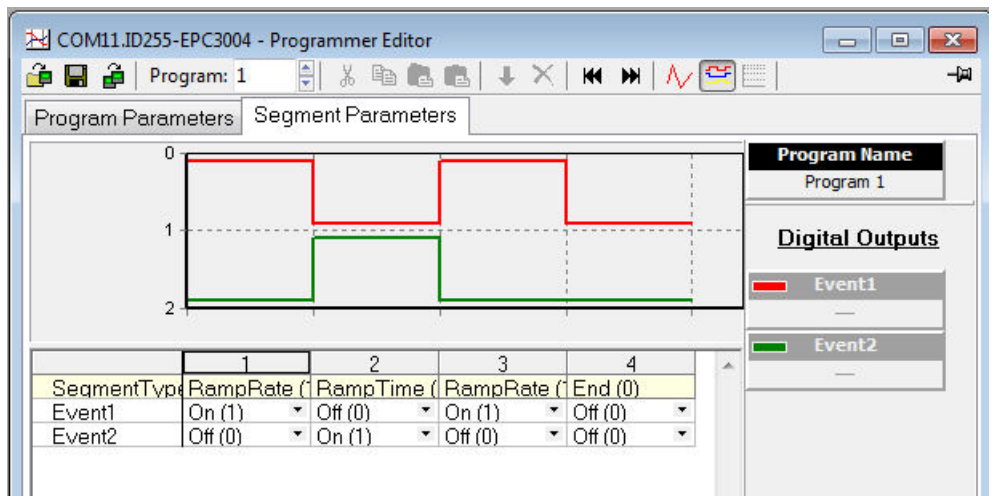 COM11.ID255-EPC3004 - Programmer Editor
Program: 1
Program Parameters Segment Parameters
0
1
2
Program Name
Program 1
Digital Outputs
Event1
—
Event2
—
1 2 3 4
SegmentType RampRate ( RampTime ( RampRate ( End (0)
Event1 On (1) Off (0) On (1) Off (0)
Event2 Off (0) On (1) Off (0) Off (0)